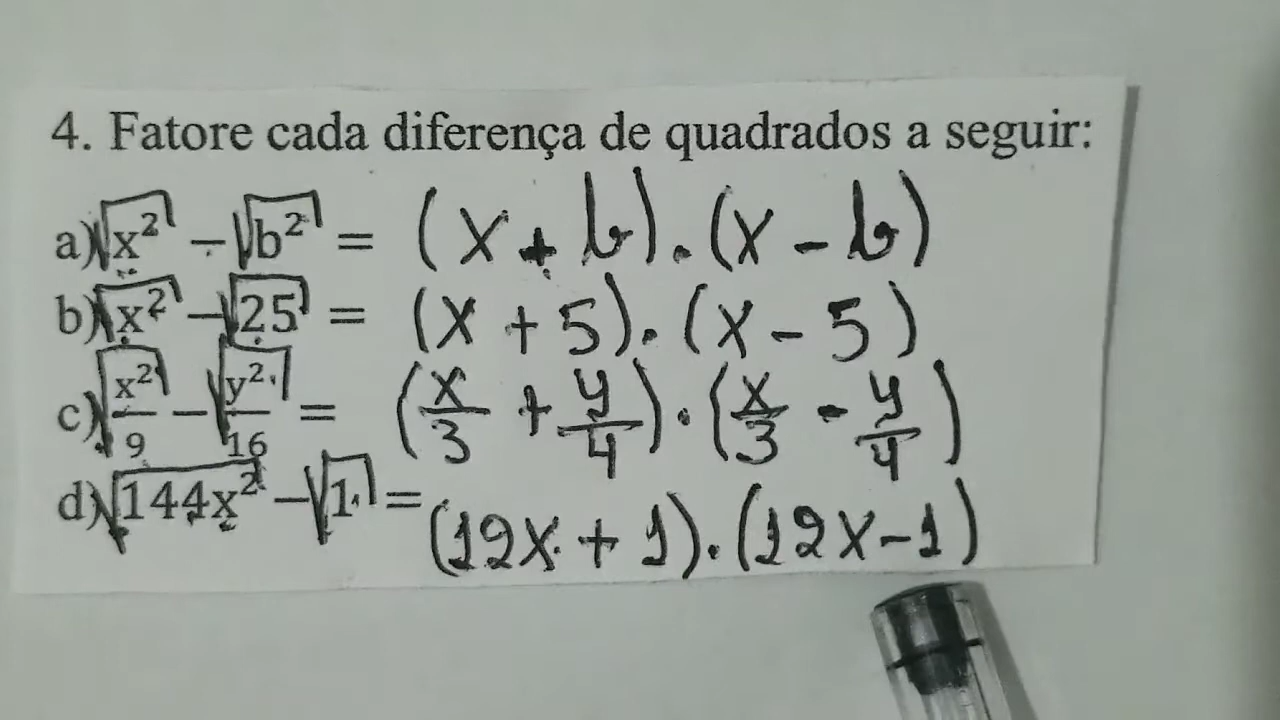 4. Fatore cada diferença de quadrados a seguir:
a) √x² − √b² = (x + b).(x − b)
b) √x² − √25 = (x + 5).(x − 5)
c) √x²/9 − √y²/16 = (x/3 + y/4).(x/3 − y/4)
d) √144x² − √1 = (12x + 1).(12x − 1)